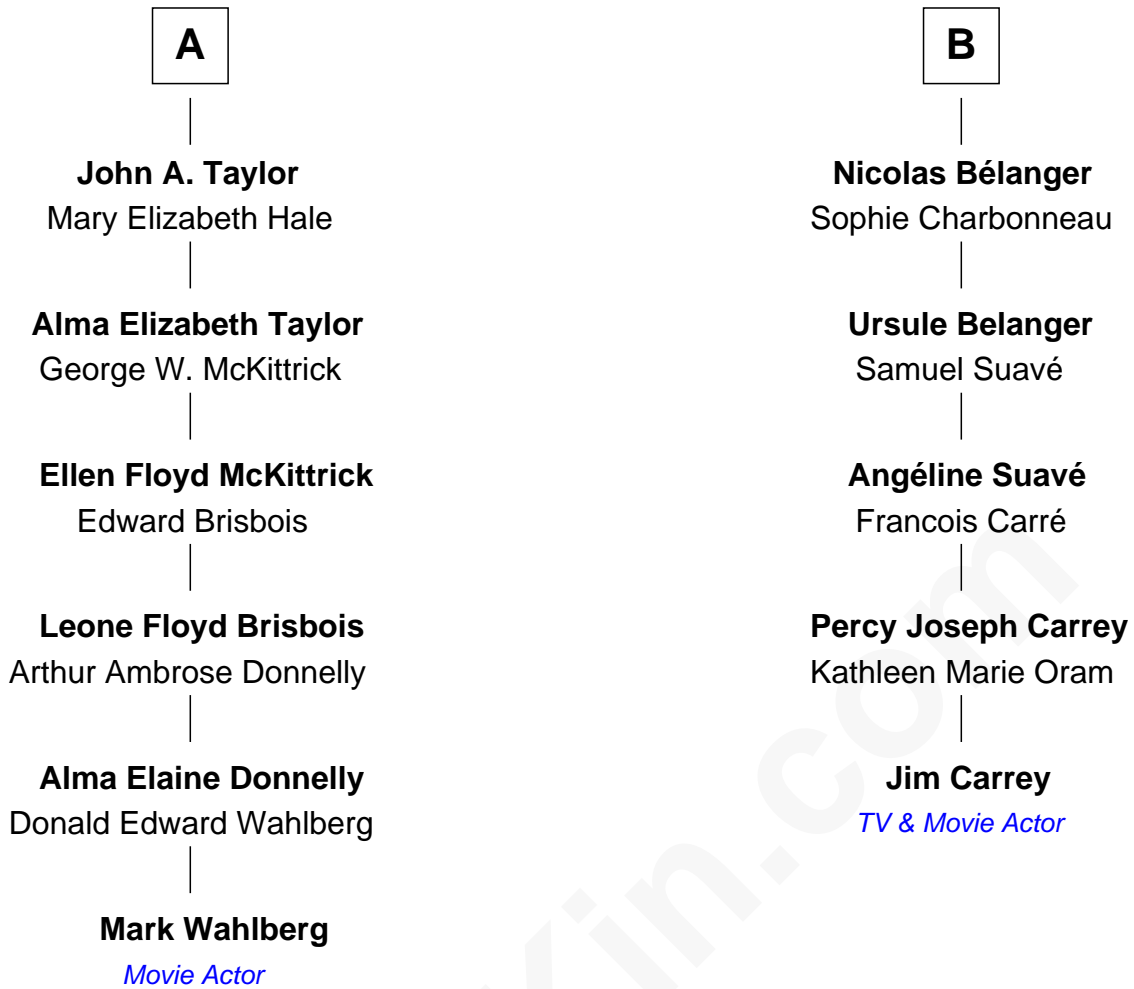 A
John A. Taylor
Mary Elizabeth Hale
Alma Elizabeth Taylor
George W. McKittrick
Ellen Floyd McKittrick
Edward Brisbois
Leone Floyd Brisbois
Arthur Ambrose Donnelly
Alma Elaine Donnelly
Donald Edward Wahlberg
Mark Wahlberg
Movie Actor
B
Nicolas Bélanger
Sophie Charbonneau
Ursule Belanger
Samuel Suavé
Angéline Suavé
Francois Carré
Percy Joseph Carrey
Kathleen Marie Oram
Jim Carrey
TV & Movie Actor
Kin.com